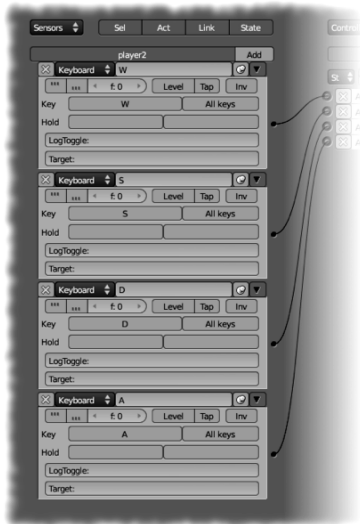 Sensors Sel Act Link State Control
player2 Add
Keyboard W St
f: 0 Level Tap Inv
Key W All keys
Hold
LogToggle:
Target:
Keyboard S
f: 0 Level Tap Inv
Key S All keys
Hold
LogToggle:
Target:
Keyboard D
f: 0 Level Tap Inv
Key D All keys
Hold
LogToggle:
Target:
Keyboard A
f: 0 Level Tap Inv
Key A All keys
Hold
LogToggle:
Target: